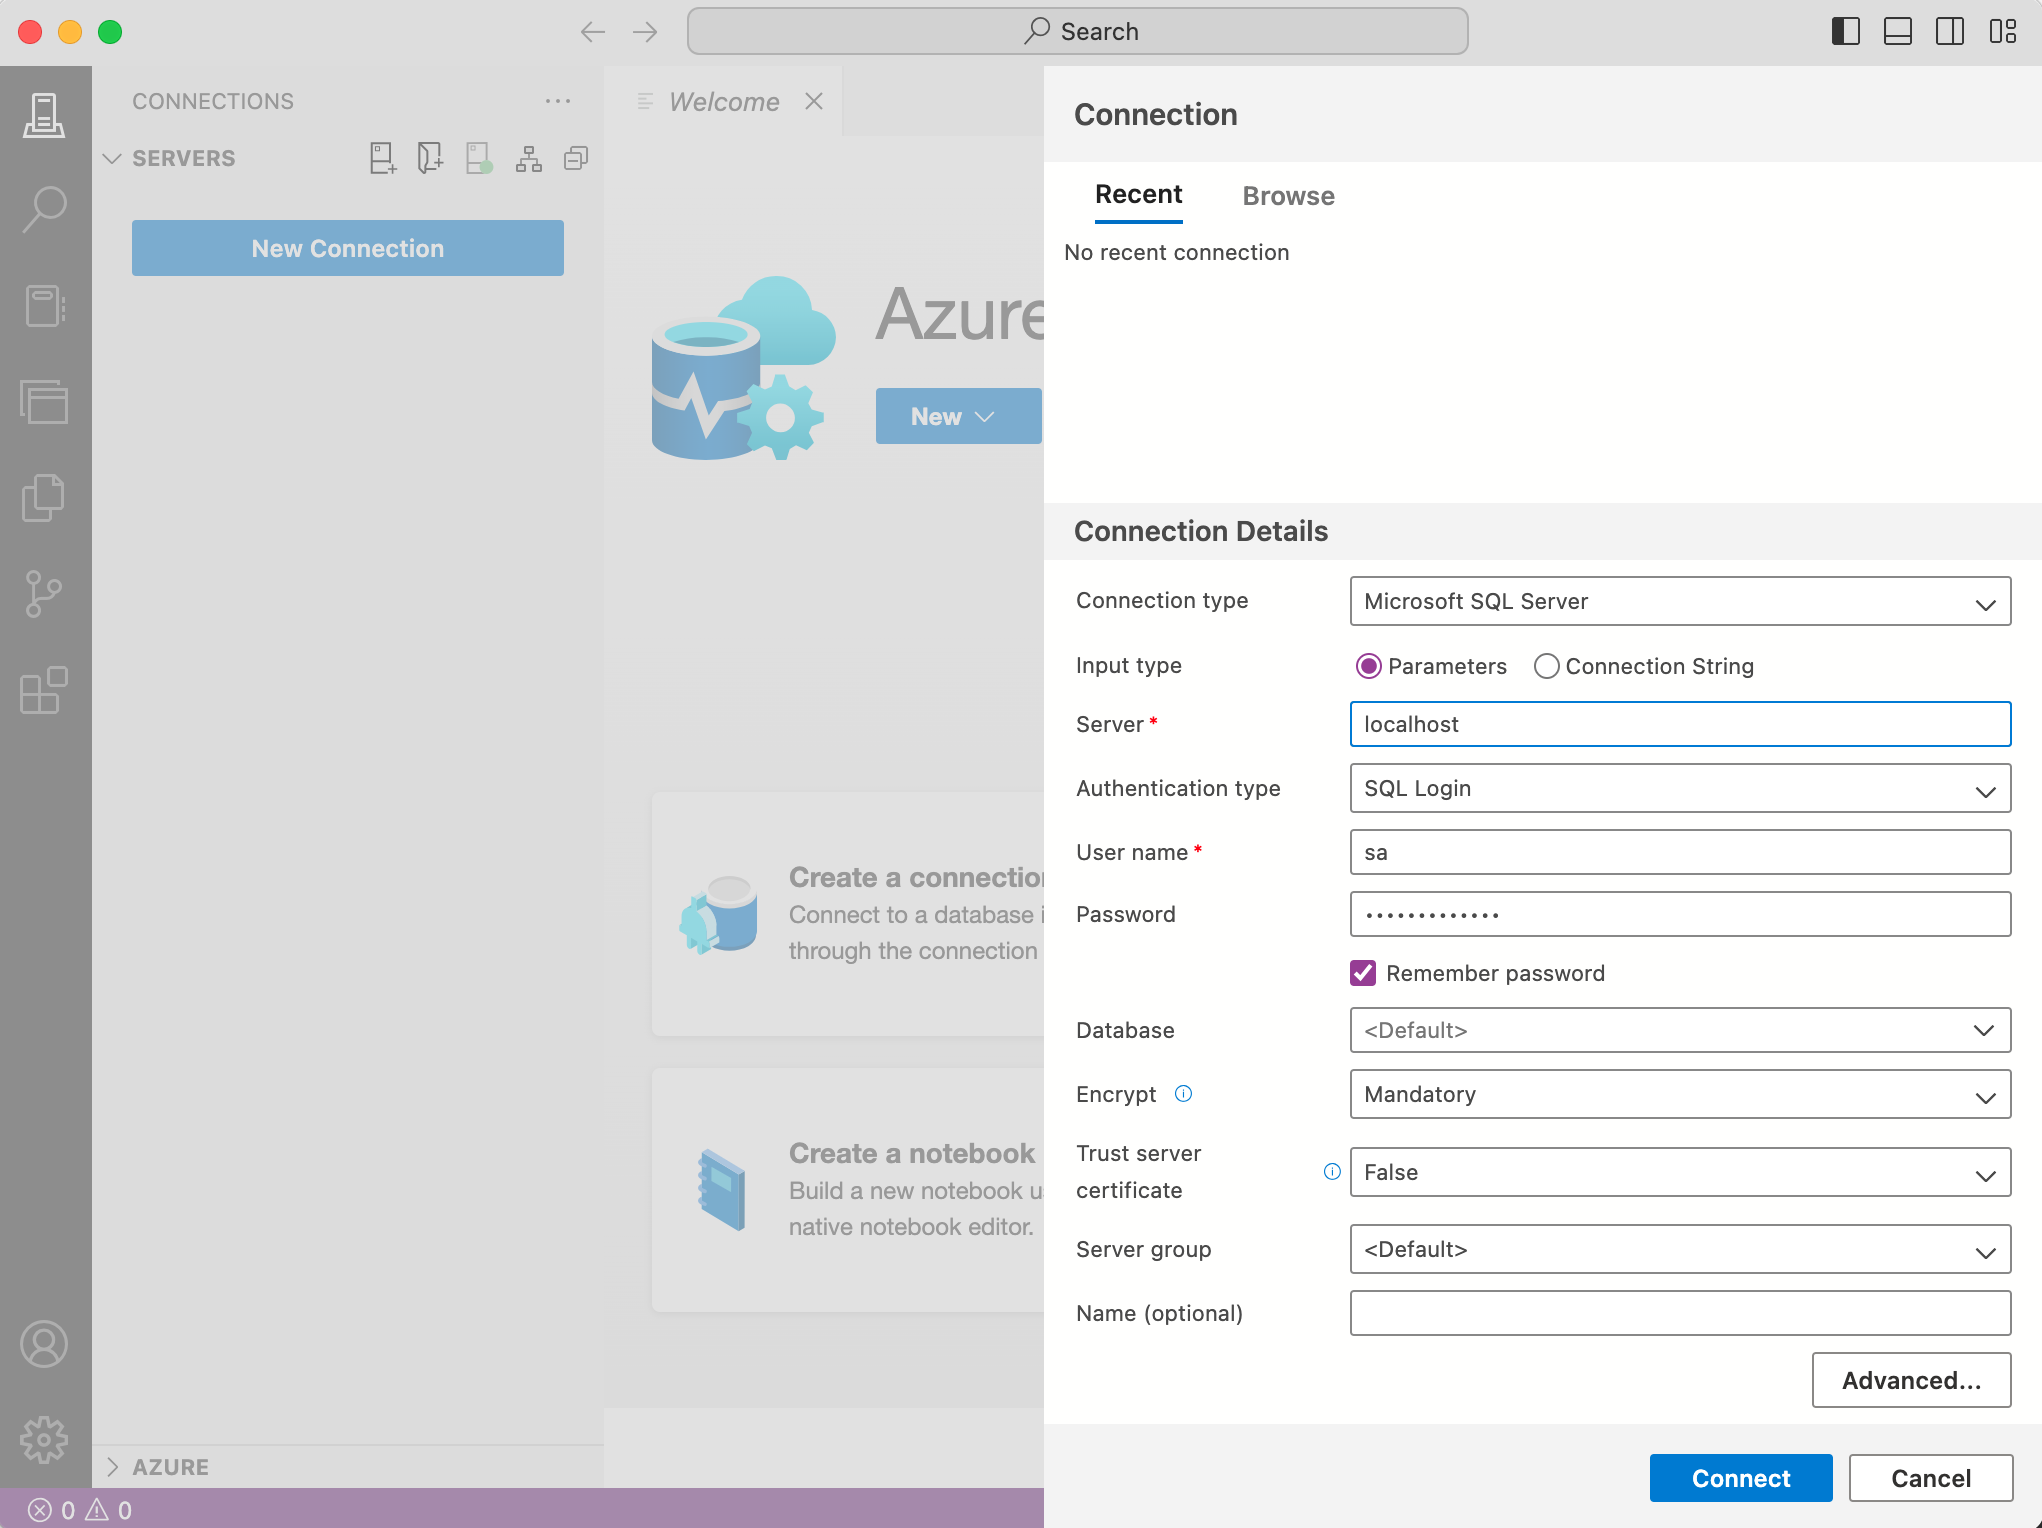 Search
CONNECTIONS
SERVERS
New Connection
Welcome
Azure
New
Create a connection
Connect to a database i
through the connection
Create a notebook
Build a new notebook u
native notebook editor.
AZURE
0 0
Connection
Recent Browse
No recent connection
Connection Details
Connection type Microsoft SQL Server
Input type Parameters Connection String
Server* localhost
Authentication type SQL Login
User name* sa
Password •••••••••••••
Remember password
Database <Default>
Encrypt Mandatory
Trust server
certificate
False
Server group <Default>
Name (optional)
Advanced...
Connect Cancel